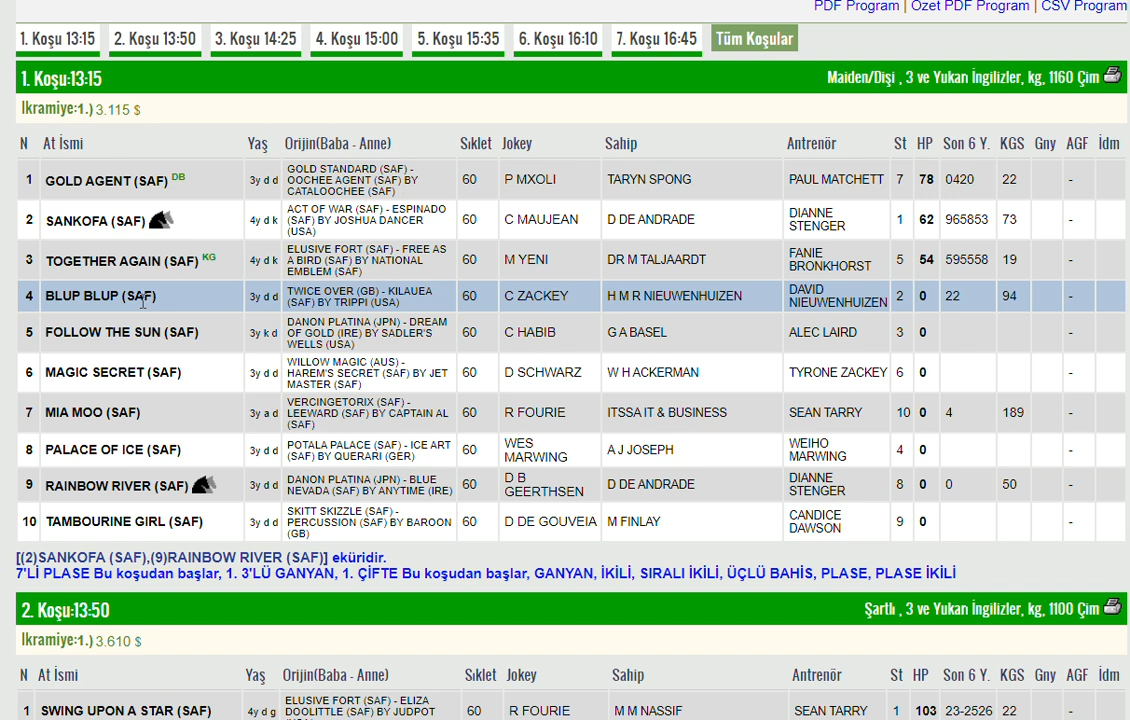 PDF Program | Özet PDF Program | CSV Program
1. Koşu 13:15 2. Koşu 13:50 3. Koşu 14:25 4. Koşu 15:00 5. Koşu 15:35 6. Koşu 16:10 7. Koşu 16:45 Tüm Koşular
1. Koşu:13:15 Maiden/Dişi , 3 ve Yukarı İngilizler, kg, 1160 Çim
İkramiye:1.) 3.115 $
N At İsmi Yaş Orijin(Baba - Anne) Sıklet Jokey Sahip Antrenör St HP Son 6 Y. KGS Gny AGF İdm
1 GOLD AGENT (SAF) DB 3y d d GOLD STANDARD (SAF) - OOCHEE AGENT (SAF) BY CATALOOCHEE (SAF) 60 P MXOLI TARYN SPONG PAUL MATCHETT 7 78 0420 22 -
2 SANKOFA (SAF) 4y d k ACT OF WAR (SAF) - ESPINADO (SAF) BY JOSHUA DANCER (USA) 60 C MAUJEAN D DE ANDRADE DIANNE STENGER 1 62 965853 73 -
3 TOGETHER AGAIN (SAF) KG 4y d k ELUSIVE FORT (SAF) - FREE AS A BIRD (SAF) BY NATIONAL EMBLEM (SAF) 60 M YENI DR M TALJAARDT FANIE BRONKHORST 5 54 595558 19 -
4 BLUP BLUP (SAF) 3y d d TWICE OVER (GB) - KILAUEA (SAF) BY TRIPPI (USA) 60 C ZACKEY H M R NIEUWENHUIZEN DAVID NIEUWENHUIZEN 2 0 22 94 -
5 FOLLOW THE SUN (SAF) 3y k d DANON PLATINA (JPN) - DREAM OF GOLD (IRE) BY SADLER'S WELLS (USA) 60 C HABIB G A BASEL ALEC LAIRD 3 0 -
6 MAGIC SECRET (SAF) 3y d d WILLOW MAGIC (AUS) - HAREM'S SECRET (SAF) BY JET MASTER (SAF) 60 D SCHWARZ W H ACKERMAN TYRONE ZACKEY 6 0 -
7 MIA MOO (SAF) 3y a d VERCINGETORIX (SAF) - LEEWARD (SAF) BY CAPTAIN AL (SAF) 60 R FOURIE ITSSA IT & BUSINESS SEAN TARRY 10 0 4 189 -
8 PALACE OF ICE (SAF) 3y d d POTALA PALACE (SAF) - ICE ART (SAF) BY QUERARI (GER) 60 WES MARWING A J JOSEPH WEIHO MARWING 4 0 -
9 RAINBOW RIVER (SAF) 3y d d DANON PLATINA (JPN) - BLUE NEVADA (SAF) BY ANYTIME (IRE) 60 D B GEERTHSEN D DE ANDRADE DIANNE STENGER 8 0 0 50 -
10 TAMBOURINE GIRL (SAF) 3y d d SKITT SKIZZLE (SAF) - PERCUSSION (SAF) BY BAROON (GB) 60 D DE GOUVEIA M FINLAY CANDICE DAWSON 9 0 -
[(2)SANKOFA (SAF),(9)RAINBOW RIVER (SAF)] eküridir.
7'Lİ PLASE Bu koşudan başlar, 1. 3'LÜ GANYAN, 1. ÇİFTE Bu koşudan başlar, GANYAN, İKİLİ, SIRALI İKİLİ, ÜÇLÜ BAHİS, PLASE, PLASE İKİLİ
2. Koşu:13:50 Şartlı , 3 ve Yukarı İngilizler, kg, 1100 Çim
İkramiye:1.) 3.610 $
N At İsmi Yaş Orijin(Baba - Anne) Sıklet Jokey Sahip Antrenör St HP Son 6 Y. KGS Gny AGF İdm
1 SWING UPON A STAR (SAF) 4y d g ELUSIVE FORT (SAF) - ELIZA DOOLITTLE (SAF) BY JUDPOT 60 R FOURIE M M NASSIF SEAN TARRY 1 103 23-2526 22 -